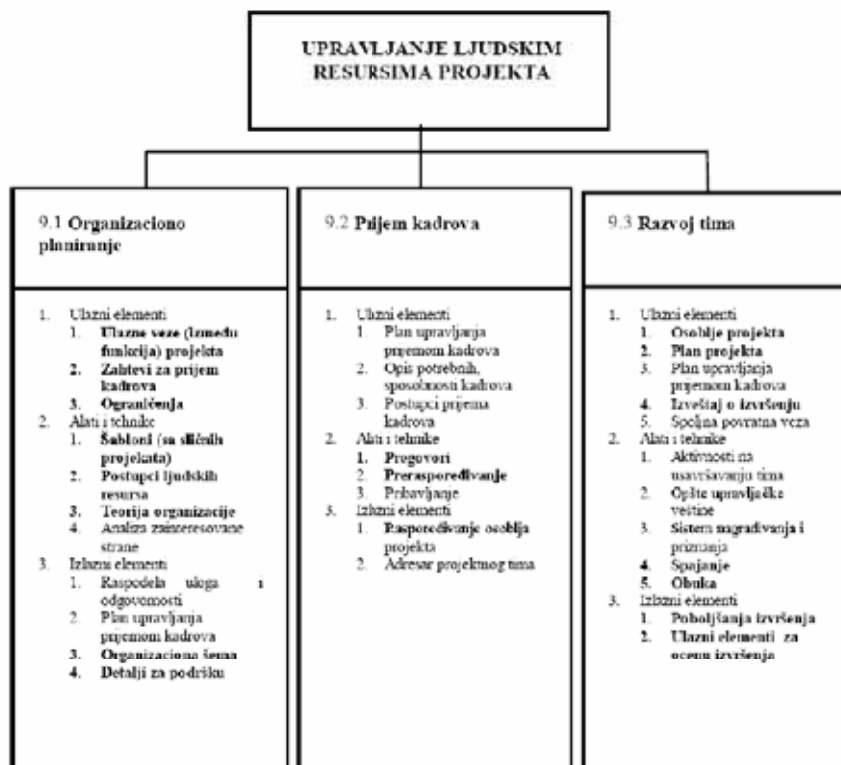 UPRAVLJANJE LJUDSKIM
RESURSIMA PROJEKTA
9.1 Organizaciono
planiranje
1. Ulazni elementi
1. Ulazne veze (između
funkcija) projekta
2. Zahtevi za prijem
kadrova
3. Ograničenja
2. Alati i tehnike
1. Šabloni (sa sličnih
projekata)
2. Postupci ljudskih
resursa
3. Teorija organizacije
4. Analiza zainteresovane
strane
3. Izlazni elementi
1. Raspodela uloga i
odgovornosti
2. Plan upravljanja
prijemom kadrova
3. Organizaciona šema
4. Detalji za podršku
9.2 Prijem kadrova
1. Ulazni elementi
1. Plan upravljanja
prijemom kadrova
2. Opis potrebnih,
sposobnosti kadrova
3. Postupci prijema
kadrova
2. Alati i tehnike
1. Pregovori
2. Preraspoređivanje
3. Pribavljanje
3. Izlazni elementi
1. Raspoređivanje osoblja
projekta
2. Adresar projektnog tima
9.3 Razvoj tima
1. Ulazni elementi
1. Osoblje projekta
2. Plan projekta
3. Plan upravljanja
prijemom kadrova
4. Izveštaj o izvršenju
5. Spoljna povratna veza
2. Alati i tehnike
1. Aktivnosti na
usavršavanju tima
2. Opšte upravljačke
veštine
3. Sistem nagrađivanja i
priznanja
4. Spajanje
5. Obuka
3. Izlazni elementi
1. Poboljšanja izvršenja
2. Ulazni elementi za
ocenu izvršenja